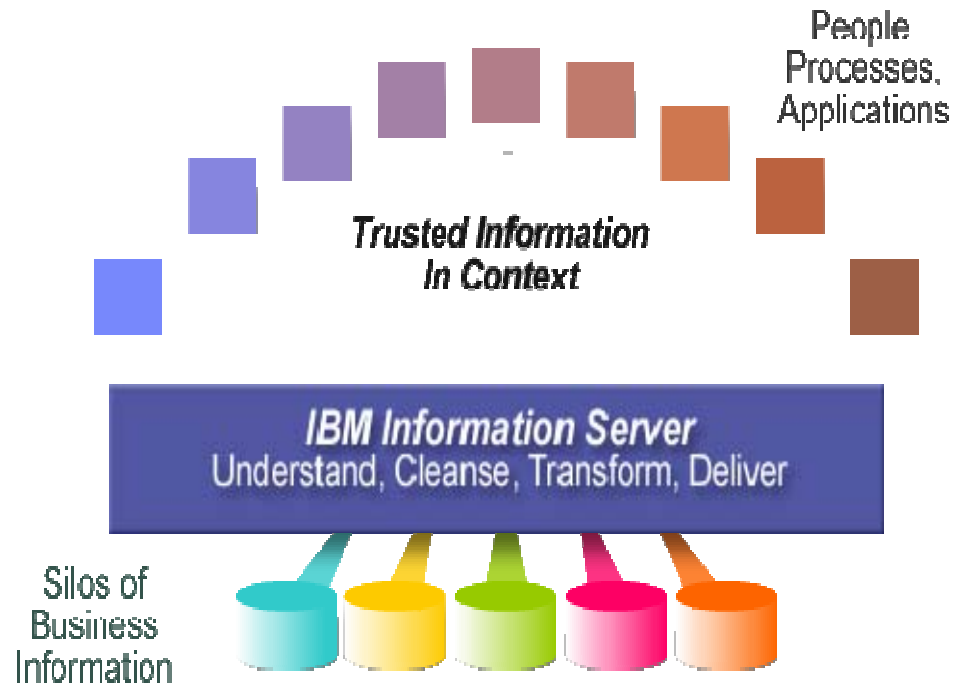 People
Processes,
Applications
Trusted Information
In Context
IBM Information Server
Understand, Cleanse, Transform, Deliver
Silos of
Business
Information